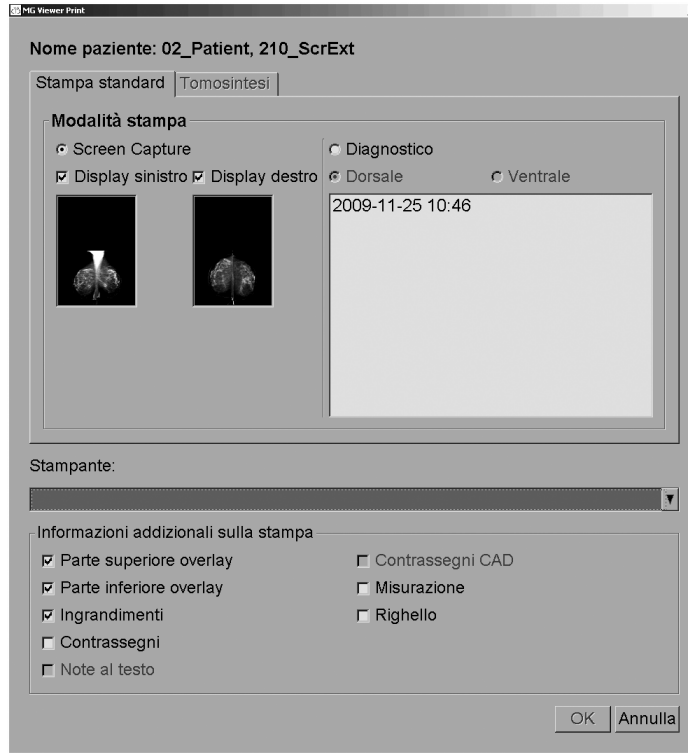 MG Viewer Print
Nome paziente: 02_Patient, 210_ScrExt
Stampa standard Tomosintesi
Modalità stampa
Screen Capture Diagnostico
Display sinistro Display destro Dorsale Ventrale
2009-11-25 10:46
Stampante:
Informazioni addizionali sulla stampa
Parte superiore overlay Contrassegni CAD
Parte inferiore overlay Misurazione
Ingrandimenti Righello
Contrassegni
Note al testo
OK Annulla